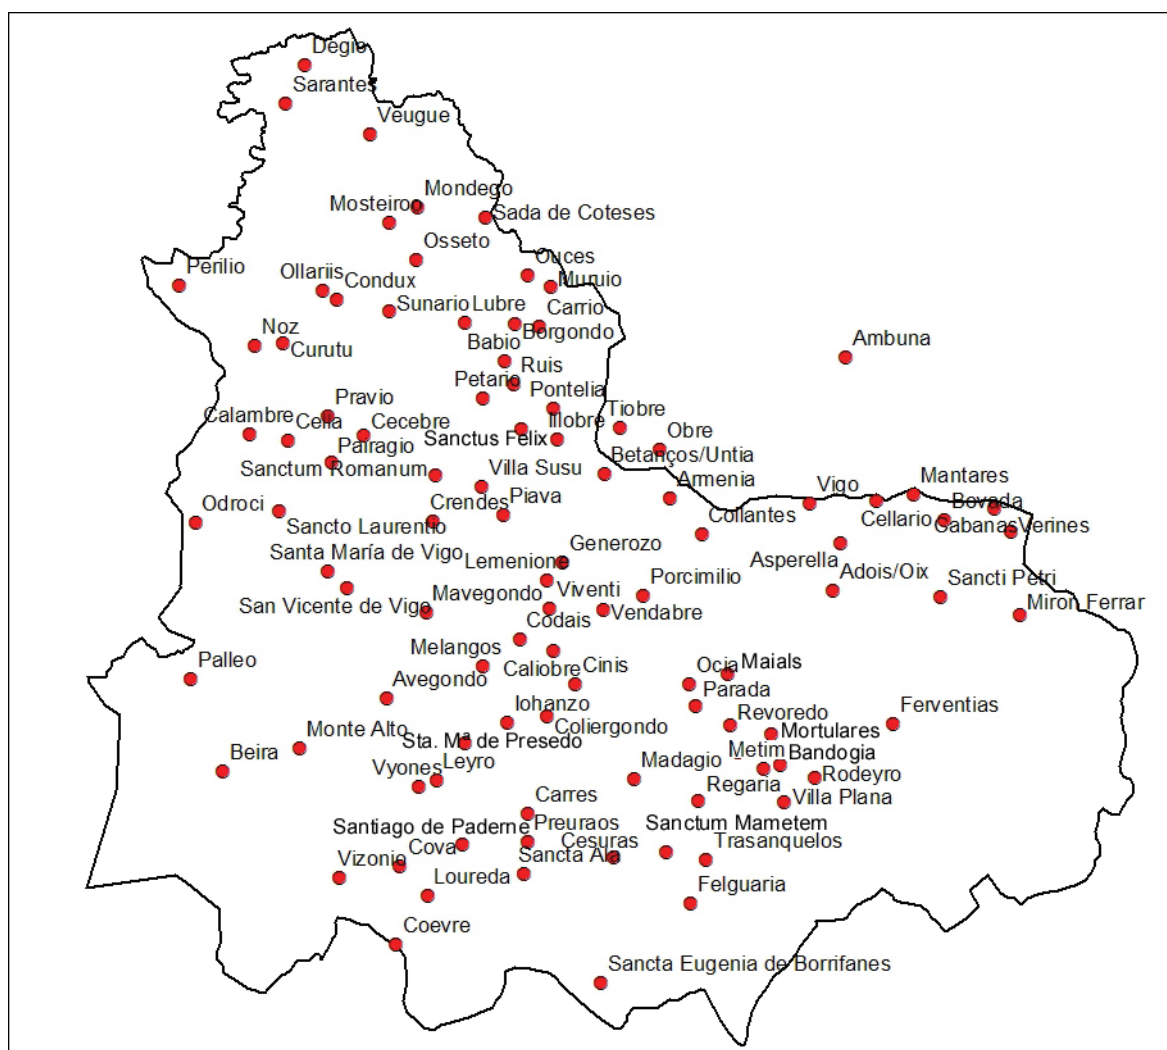 Degio
Sarantes
Veugue
Mondego
Mosteiroo
Sada de Coteses
Osseto
Ouces
Perilio
Ollariis
Condux
Muruio
Sunario
Lubre
Carrio
Borgondo
Noz
Curutu
Babio
Ambuna
Ruis
Petario
Pontelia
Pravio
Calambre
Celia
Cecebre
Illobre
Tiobre
Sanctus Felix
Obre
Pairagio
Sanctum Romanum
Villa Susu
Betanços/Untia
Armenia
Vigo
Mantares
Odroci
Sancto Laurentio
Crendes
Piava
Collantes
Cellario
Bovada
Cabanas
Verines
Santa María de Vigo
Lemenione
Generozo
Asperella
San Vicente de Vigo
Mavegondo
Viventi
Porcimilio
Adois/Oix
Sancti Petri
Vendabre
Miron Ferrar
Codais
Melangos
Palleo
Caliobre
Cinis
Ocia
Maials
Avegondo
Parada
Iohanzo
Coliergondo
Revoredo
Ferventias
Monte Alto
Sta. Mª de Presedo
Mortulares
Beira
Metim
Bandogia
Vyones
Leyro
Madagio
Regaria
Rodeyro
Villa Plana
Carres
Santiago de Paderne
Preuraos
Cova
Cesuras
Sanctum Mametem
Vizonio
Sancta Ala
Trasanquelos
Loureda
Felguaria
Coevre
Sancta Eugenia de Borrifanes